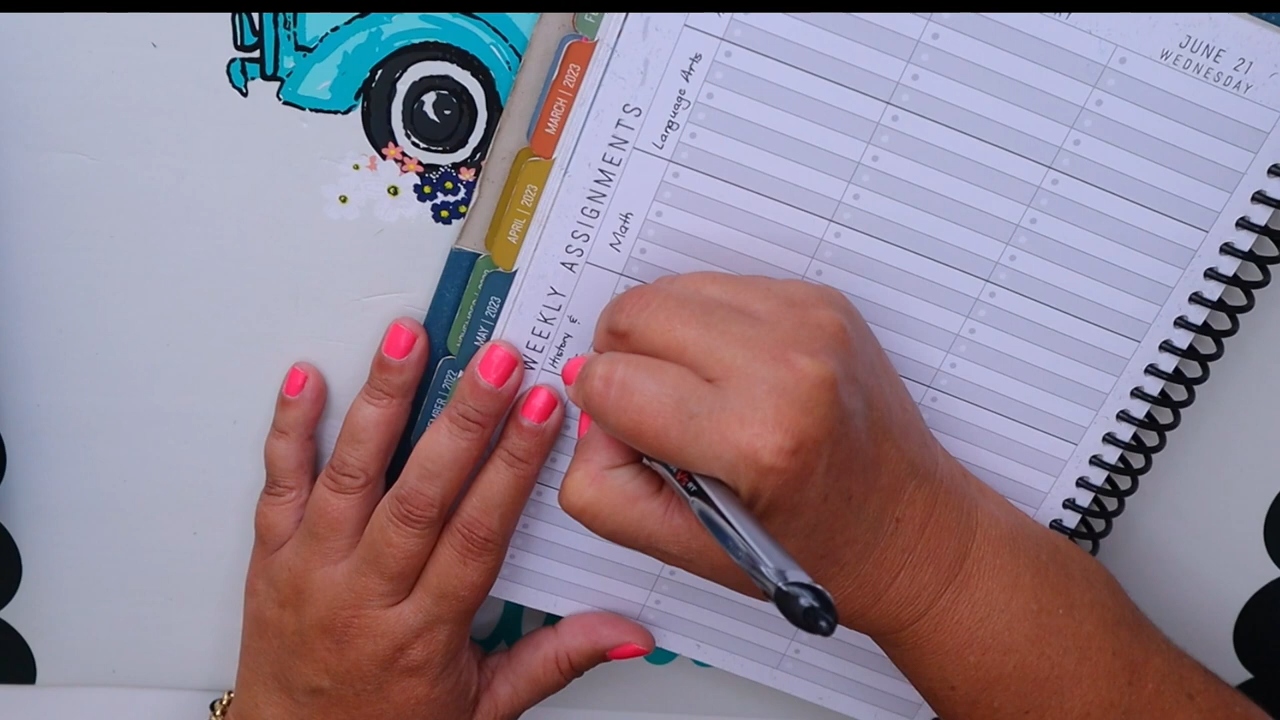 JUNE 21
WEDNESDAY
WEEKLY ASSIGNMENTS
Language Arts
Math
History &
MARCH | 2023
APRIL | 2023
MAY | 2023